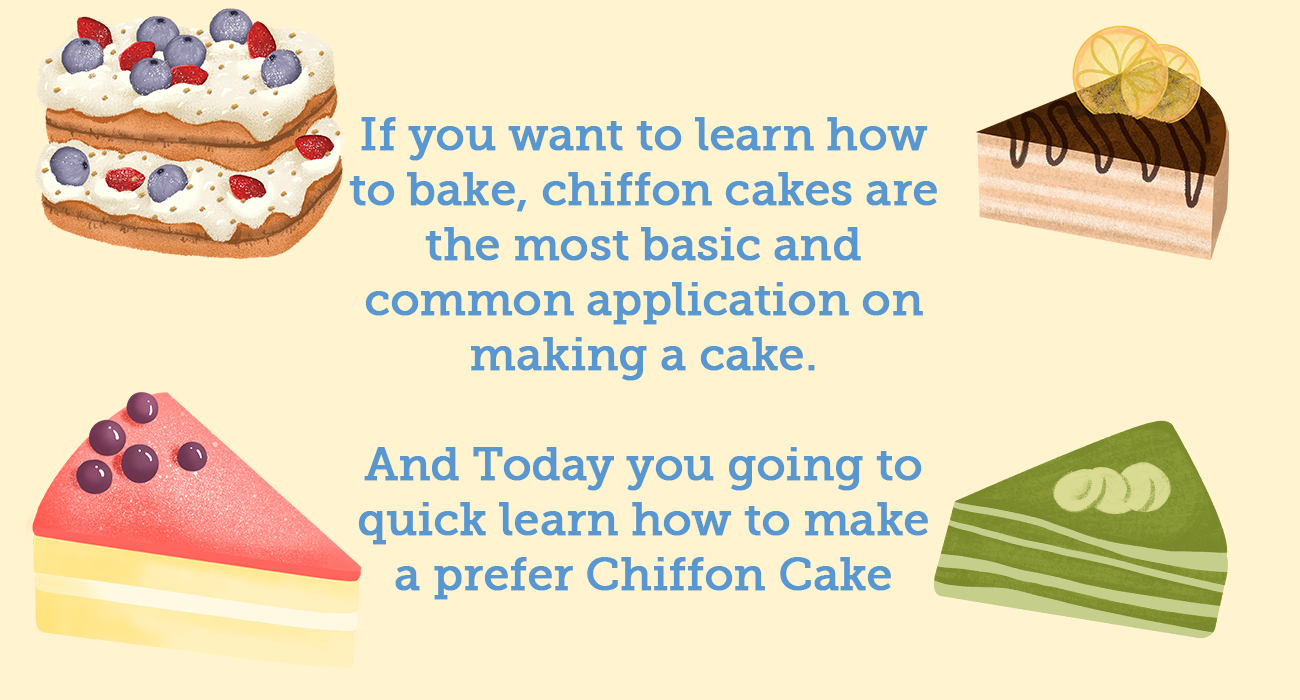 If you want to learn how
to bake, chiffon cakes are
the most basic and
common application on
making a cake.
And Today you going to
quick learn how to make
a prefer Chiffon Cake